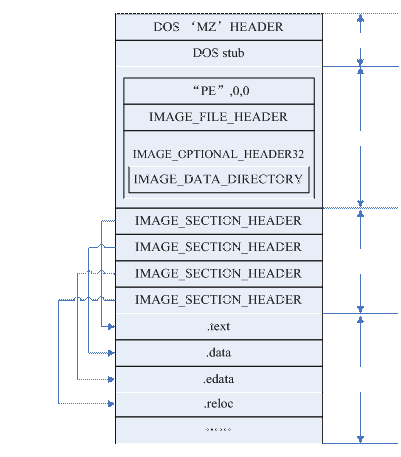 DOS ‘MZ’ HEADER
DOS stub
“PE”,0,0
IMAGE_FILE_HEADER
IMAGE_OPTIONAL_HEADER32
IMAGE_DATA_DIRECTORY
IMAGE_SECTION_HEADER
IMAGE_SECTION_HEADER
IMAGE_SECTION_HEADER
IMAGE_SECTION_HEADER
.text
.data
.edata
.reloc
……